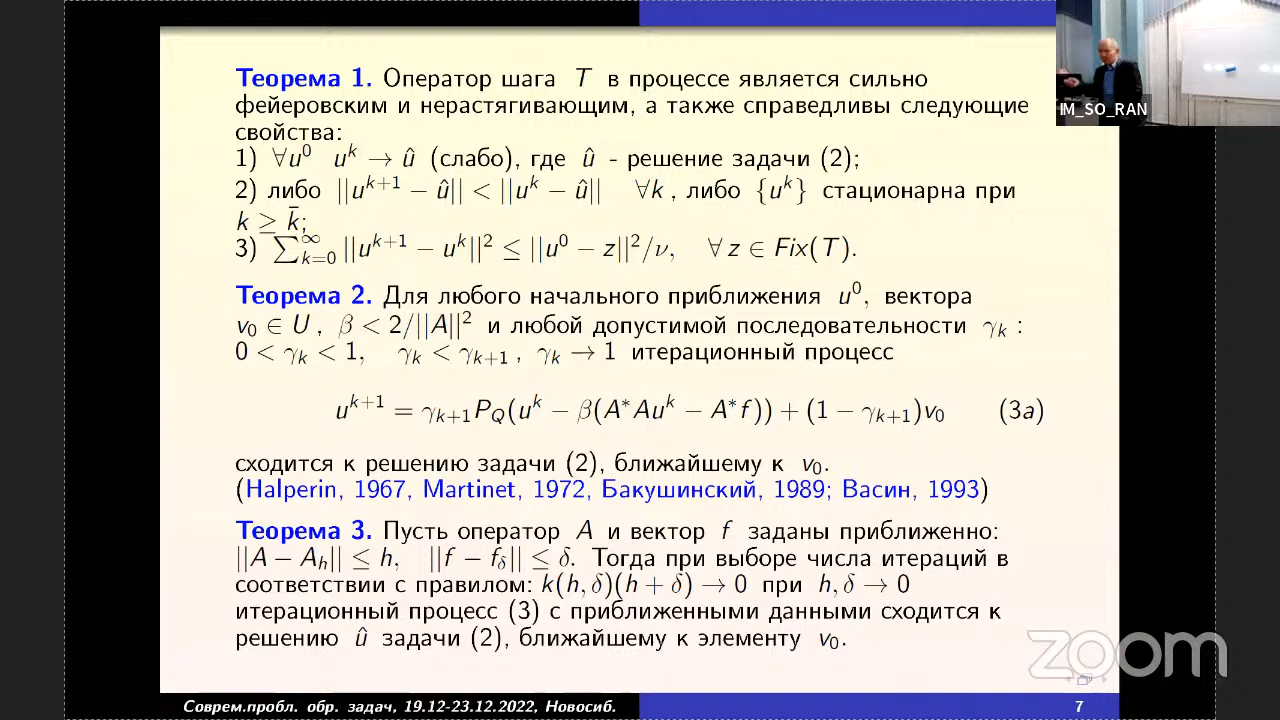 Теорема 1. Оператор шага T в процессе является сильно
фейеровским и нерастягивающим, а также справедливы следующие
свойства:
1) ∀u⁰ uᵏ → û (слабо), где û - решение задачи (2);
2) либо ||uᵏ⁺¹ − û|| < ||uᵏ − û|| ∀k , либо {uᵏ} стационарна при
k ≥ k̄;
3) ∑_{k=0}^{∞} ||uᵏ⁺¹ − uᵏ||² ≤ ||u⁰ − z||²/ν, ∀ z ∈ Fix(T).
Теорема 2. Для любого начального приближения u⁰, вектора
v₀ ∈ U , β < 2/||A||² и любой допустимой последовательности γₖ :
0 < γₖ < 1, γₖ < γₖ₊₁ , γₖ → 1 итерационный процесс
uᵏ⁺¹ = γₖ₊₁P_Q(uᵏ − β(A*Auᵏ − A*f)) + (1 − γₖ₊₁)v₀ (3a)
сходится к решению задачи (2), ближайшему к v₀.
(Halperin, 1967, Martinet, 1972, Бакушинский, 1989; Васин, 1993)
Теорема 3. Пусть оператор A и вектор f заданы приближенно:
||A − A_h|| ≤ h, ||f − f_δ|| ≤ δ. Тогда при выборе числа итераций в
соответствии с правилом: k(h, δ)(h + δ) → 0 при h, δ → 0
итерационный процесс (3) с приближенными данными сходится к
решению û задачи (2), ближайшему к элементу v₀.
Соврем.пробл. обр. задач, 19.12-23.12.2022, Новосиб.
7
IM_SO_RAN
zoom